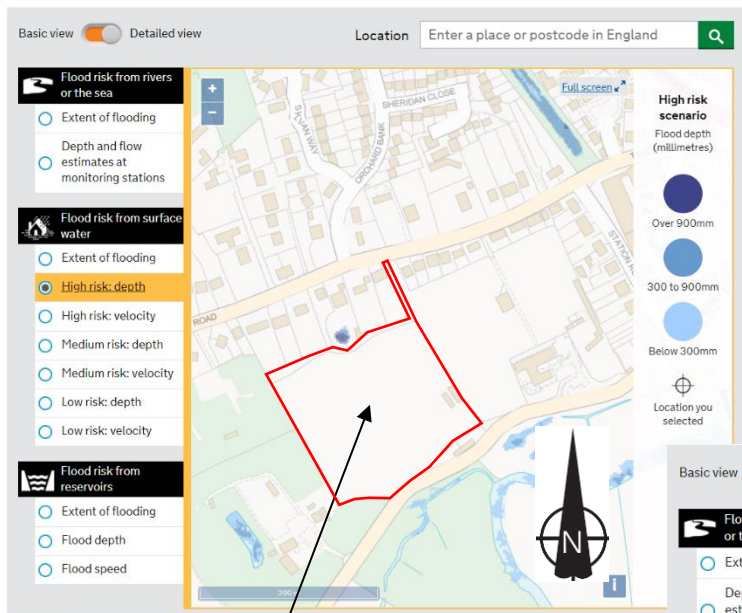 Basic view
Detailed view
Location
Enter a place or postcode in England
Flood risk from rivers
or the sea
Extent of flooding
Depth and flow
estimates at
monitoring stations
Flood risk from surface
water
Extent of flooding
High risk: depth
High risk: velocity
Medium risk: depth
Medium risk: velocity
Low risk: depth
Low risk: velocity
Flood risk from
reservoirs
Extent of flooding
Flood depth
Flood speed
+
−
Full screen
SHERIDAN CLOSE
SYLVAN WAY
ORCHARD BANK
STATION
ROAD
N
i
High risk
scenario
Flood depth
(millimetres)
Over 900mm
300 to 900mm
Below 300mm
Location you
selected
Basic view